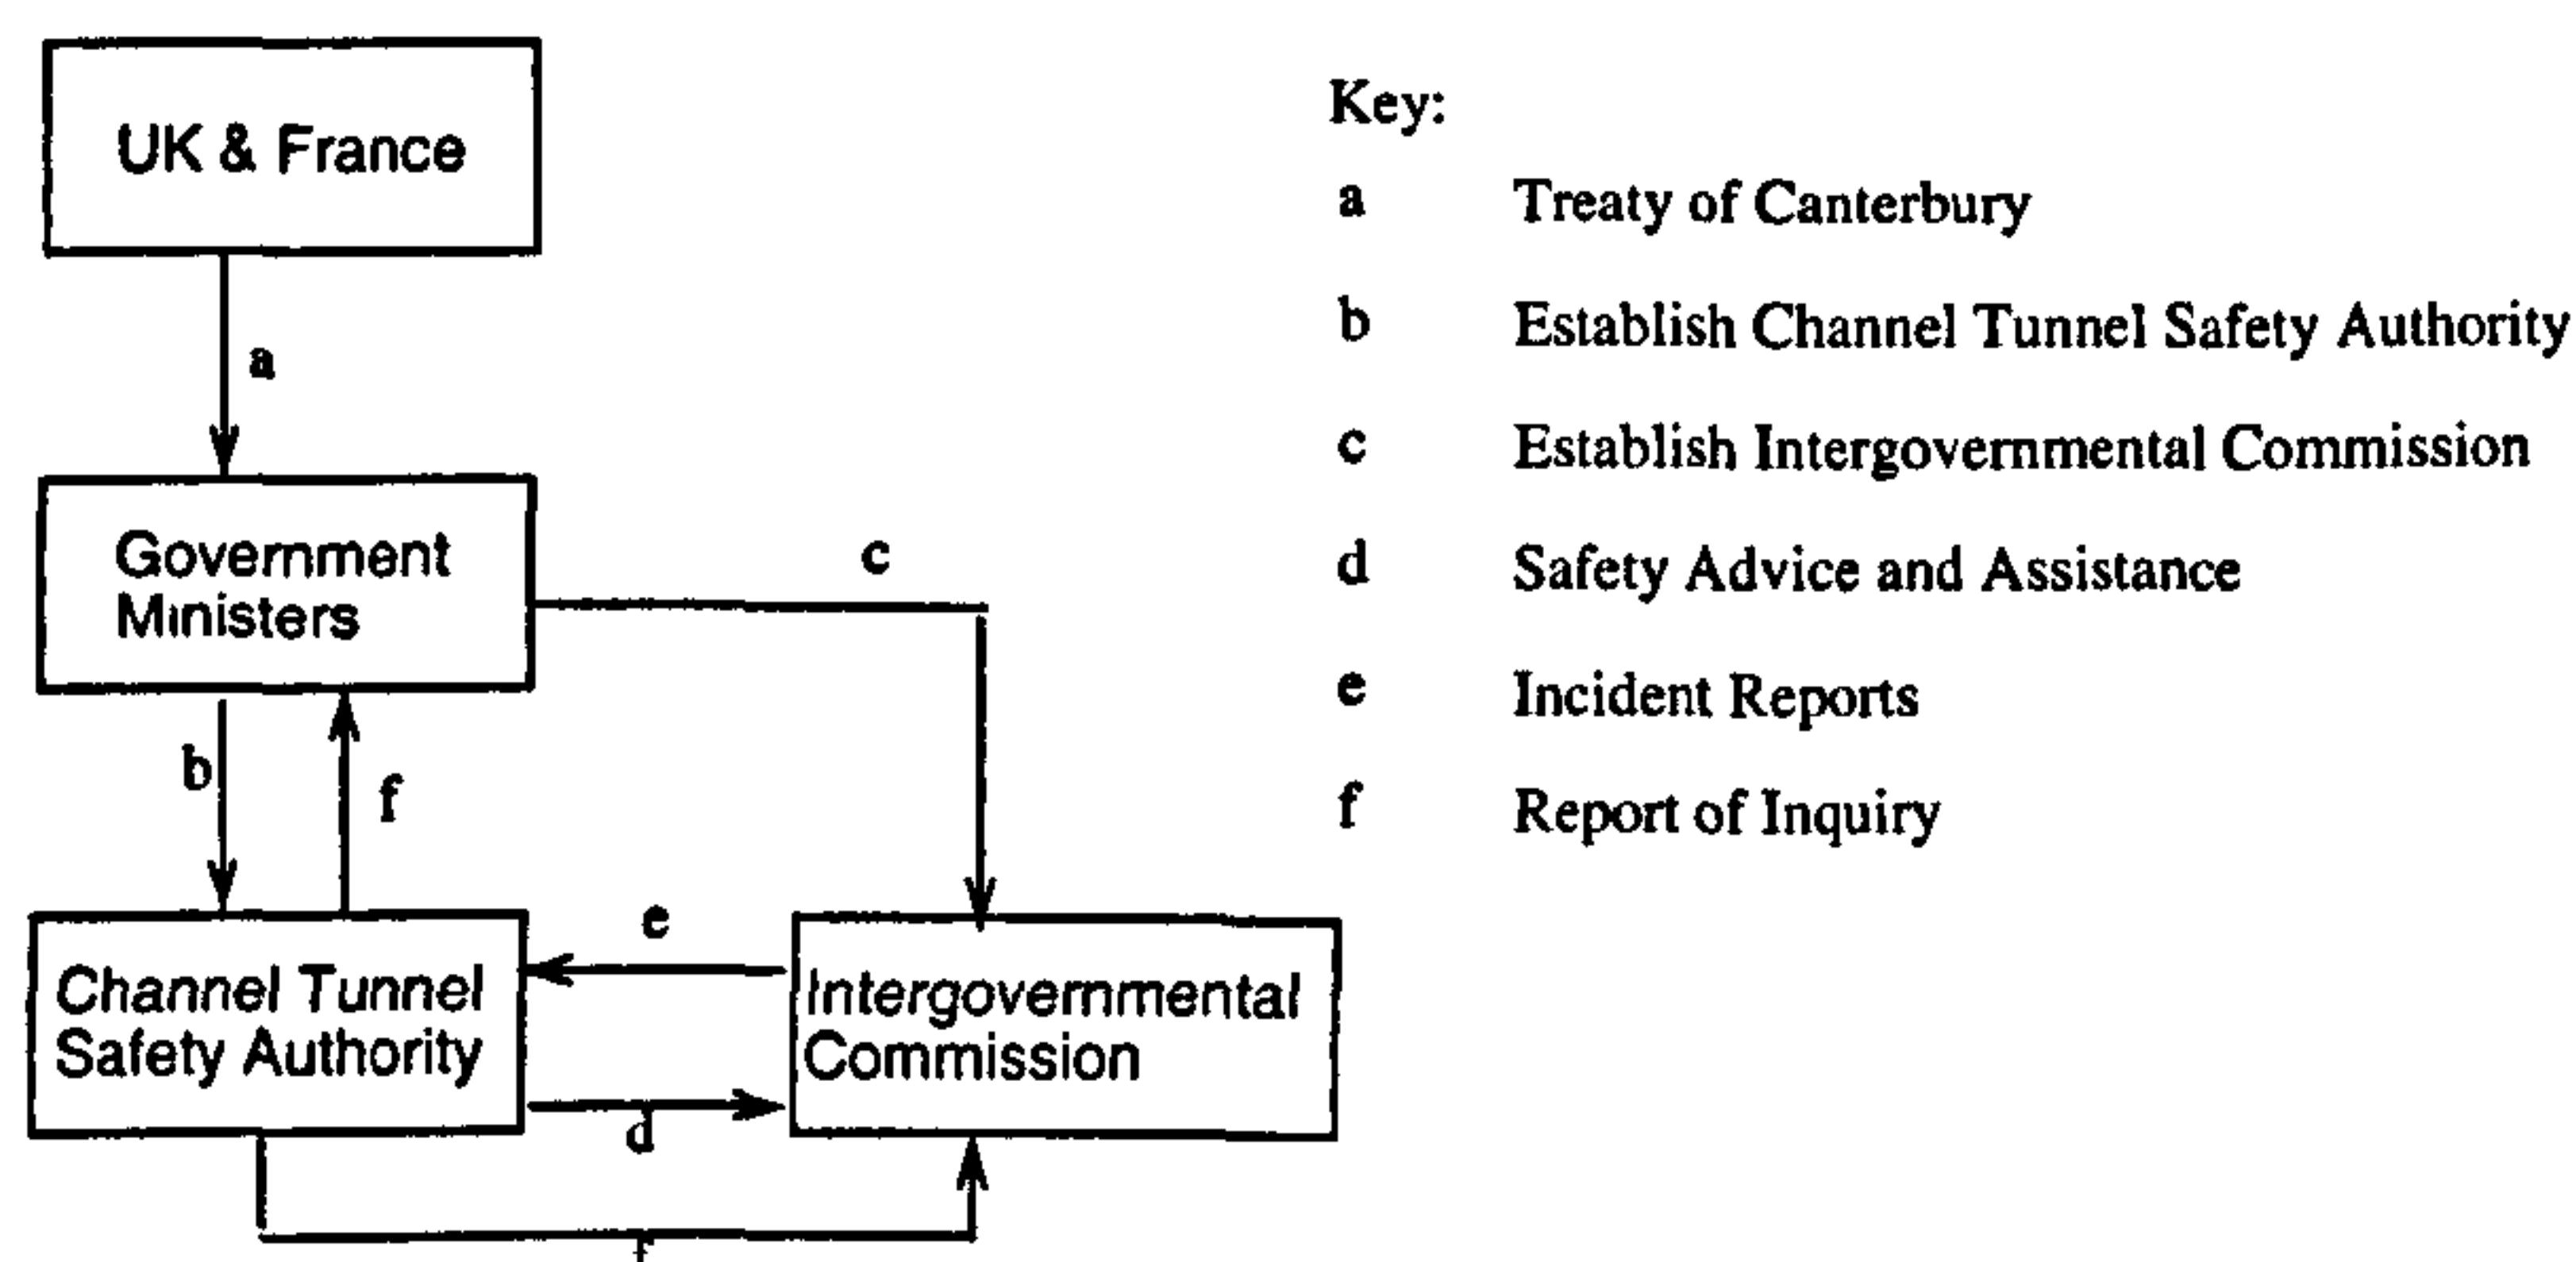 UK & France
a
Government
Ministers
c
b
f
Channel Tunnel
Safety Authority
e
d
Intergovernmental
Commission
f
Key:
a Treaty of Canterbury
b Establish Channel Tunnel Safety Authority
c Establish Intergovernmental Commission
d Safety Advice and Assistance
e Incident Reports
f Report of Inquiry